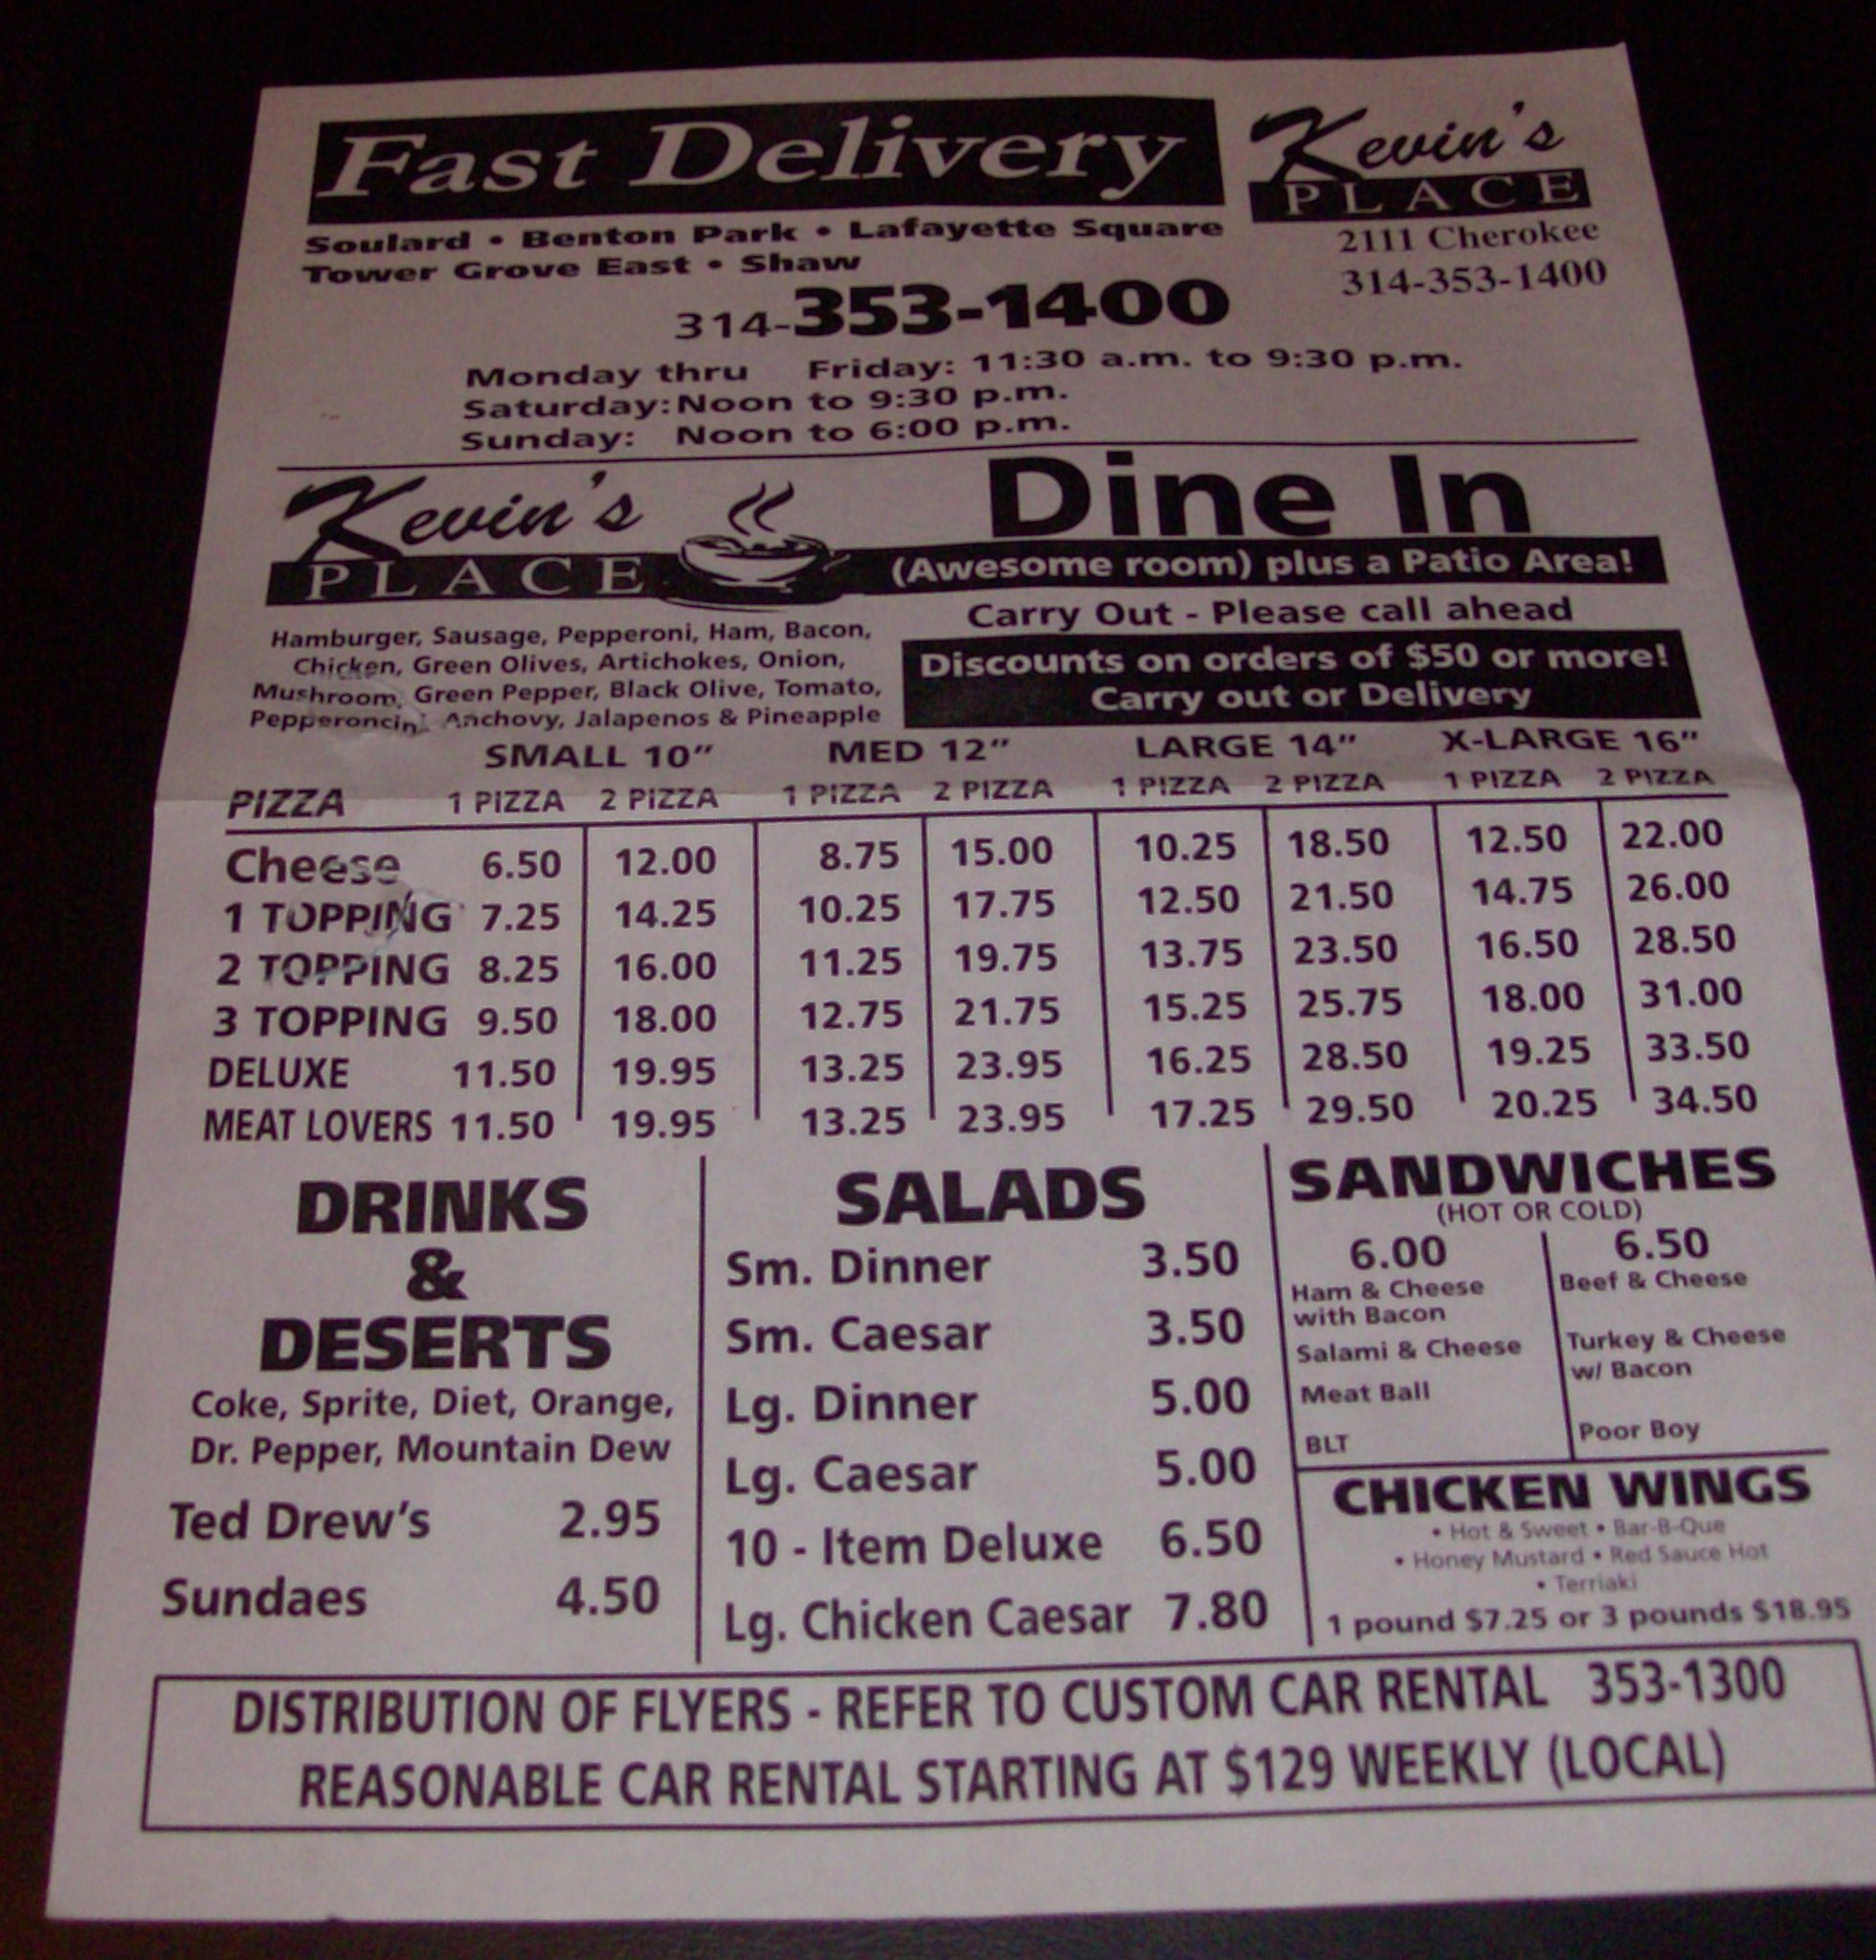 Fast Delivery
Kevin's
PLACE
2111 Cherokee
314-353-1400
Soulard • Benton Park • Lafayette Square
Tower Grove East • Shaw
314-353-1400
Monday thru Friday: 11:30 a.m. to 9:30 p.m.
Saturday: Noon to 9:30 p.m.
Sunday: Noon to 6:00 p.m.
Kevin's
PLACE
Dine In
(Awesome room) plus a Patio Area!
Carry Out - Please call ahead
Discounts on orders of $50 or more!
Carry out or Delivery
Hamburger, Sausage, Pepperoni, Ham, Bacon,
Chicken, Green Olives, Artichokes, Onion,
Mushroom, Green Pepper, Black Olive, Tomato,
Pepperoncini, Anchovy, Jalapenos & Pineapple
SMALL 10" MED 12" LARGE 14" X-LARGE 16"
PIZZA 1 PIZZA 2 PIZZA 1 PIZZA 2 PIZZA 1 PIZZA 2 PIZZA 1 PIZZA 2 PIZZA
Cheese 6.50 12.00 8.75 15.00 10.25 18.50 12.50 22.00
1 TOPPING 7.25 14.25 10.25 17.75 12.50 21.50 14.75 26.00
2 TOPPING 8.25 16.00 11.25 19.75 13.75 23.50 16.50 28.50
3 TOPPING 9.50 18.00 12.75 21.75 15.25 25.75 18.00 31.00
DELUXE 11.50 19.95 13.25 23.95 16.25 28.50 19.25 33.50
MEAT LOVERS 11.50 19.95 13.25 23.95 17.25 29.50 20.25 34.50
DRINKS
&
DESERTS
Coke, Sprite, Diet, Orange,
Dr. Pepper, Mountain Dew
Ted Drew's 2.95
Sundaes 4.50
SALADS
Sm. Dinner 3.50
Sm. Caesar 3.50
Lg. Dinner 5.00
Lg. Caesar 5.00
10 - Item Deluxe 6.50
Lg. Chicken Caesar 7.80
SANDWICHES
(HOT OR COLD)
6.00
Ham & Cheese
with Bacon
Salami & Cheese
Meat Ball
BLT
6.50
Beef & Cheese
Turkey & Cheese
w/ Bacon
Poor Boy
CHICKEN WINGS
• Hot & Sweet • Bar-B-Que
• Honey Mustard • Red Sauce Hot
• Terriaki
1 pound $7.25 or 3 pounds $18.95
DISTRIBUTION OF FLYERS - REFER TO CUSTOM CAR RENTAL 353-1300
REASONABLE CAR RENTAL STARTING AT $129 WEEKLY (LOCAL)